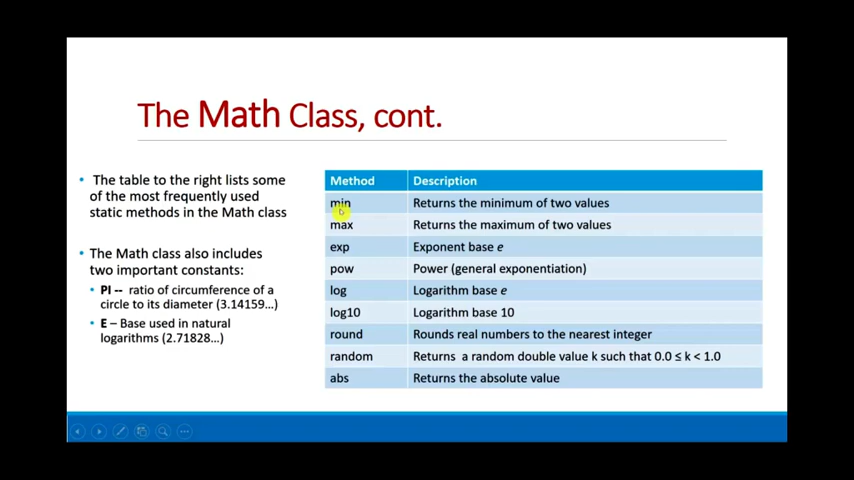 The Math Class, cont.
• The table to the right lists some
of the most frequently used
static methods in the Math class
• The Math class also includes
two important constants:
• PI -- ratio of circumference of a
circle to its diameter (3.14159...)
• E – Base used in natural
logarithms (2.71828...)
Method Description
min Returns the minimum of two values
max Returns the maximum of two values
exp Exponent base e
pow Power (general exponentiation)
log Logarithm base e
log10 Logarithm base 10
round Rounds real numbers to the nearest integer
random Returns a random double value k such that 0.0 ≤ k < 1.0
abs Returns the absolute value